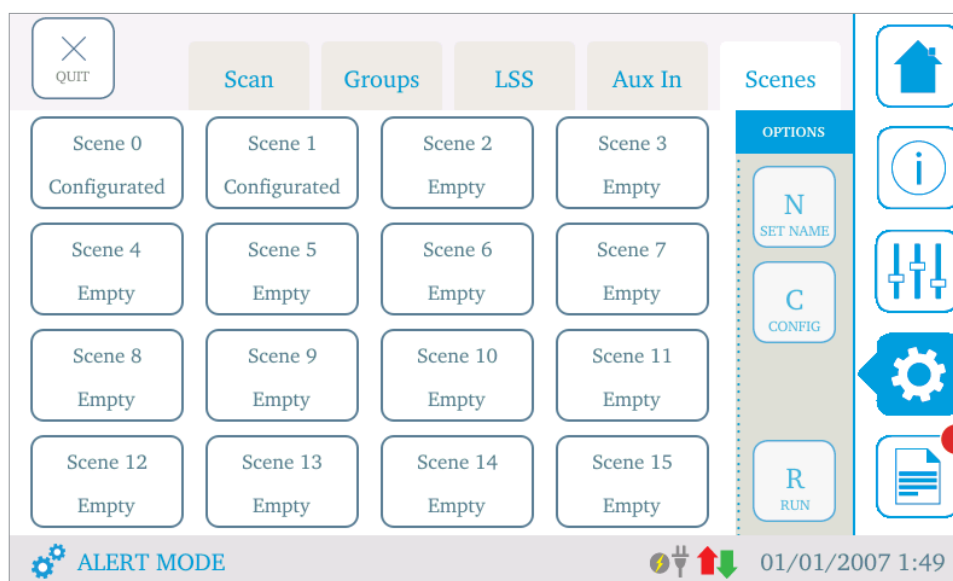 QUIT
Scan
Groups
LSS
Aux In
Scenes
Scene 0
Configurated
Scene 1
Configurated
Scene 2
Empty
Scene 3
Empty
OPTIONS
N
SET NAME
i
Scene 4
Empty
Scene 5
Empty
Scene 6
Empty
Scene 7
Empty
C
CONFIG
Scene 8
Empty
Scene 9
Empty
Scene 10
Empty
Scene 11
Empty
Scene 12
Empty
Scene 13
Empty
Scene 14
Empty
Scene 15
Empty
R
RUN
ALERT MODE
01/01/2007 1:49